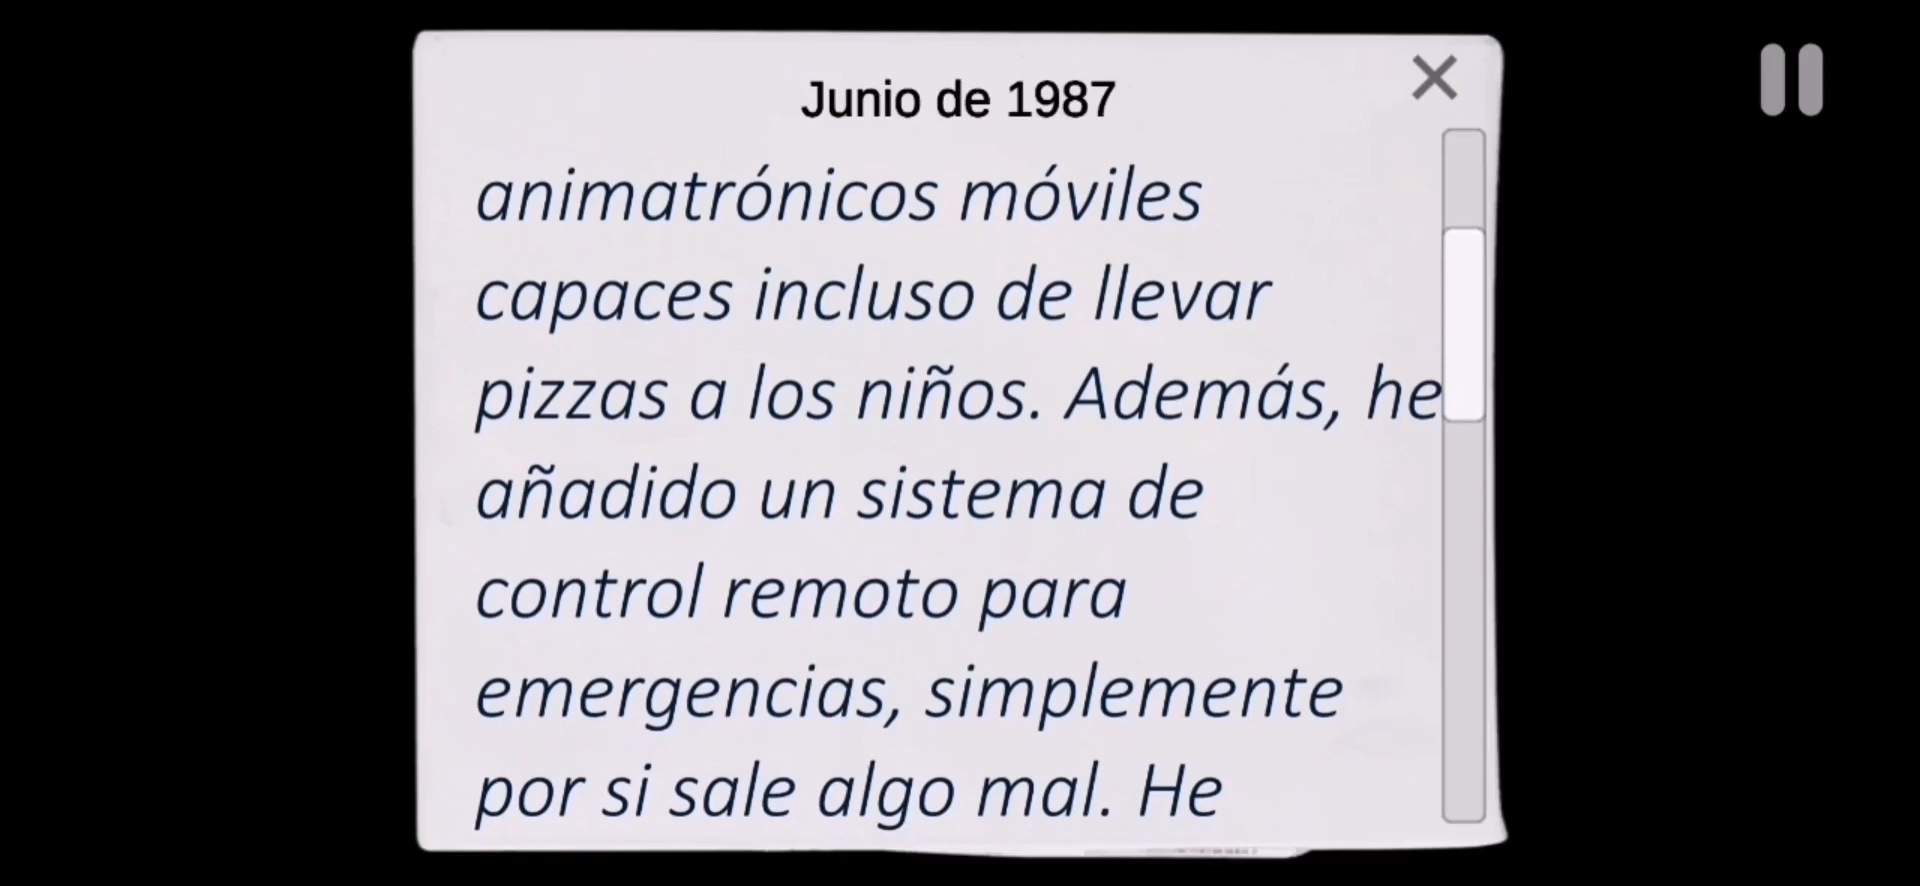 Junio de 1987
animatrónicos móviles
capaces incluso de llevar
pizzas a los niños. Además, he
añadido un sistema de
control remoto para
emergencias, simplemente
por si sale algo mal. He